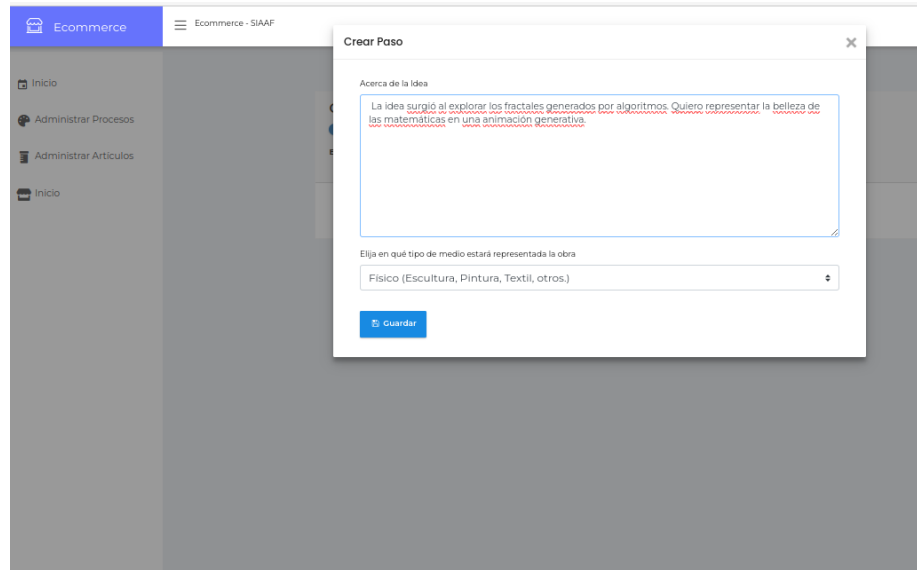 Ecommerce
Ecommerce - SIAAF
Crear Paso
Inicio
Administrar Procesos
Administrar Artículos
Inicio
Acerca de la Idea
La idea surgió al explorar los fractales generados por algoritmos. Quiero representar la belleza de
las matemáticas en una animación generativa.
Elija en qué tipo de medio estará representada la obra
Físico (Escultura, Pintura, Textil, otros.)
Guardar